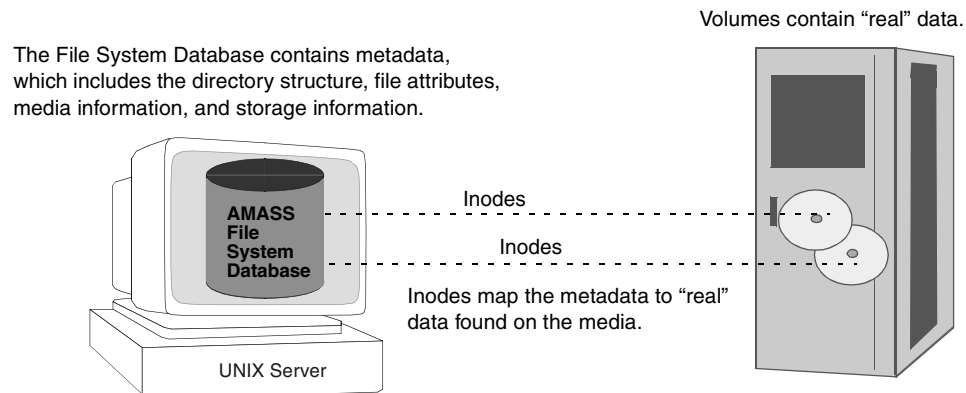 Volumes contain “real” data.
The File System Database contains metadata,
which includes the directory structure, file attributes,
media information, and storage information.
AMASS
File
System
Database
Inodes
Inodes
Inodes map the metadata to “real”
data found on the media.
UNIX Server